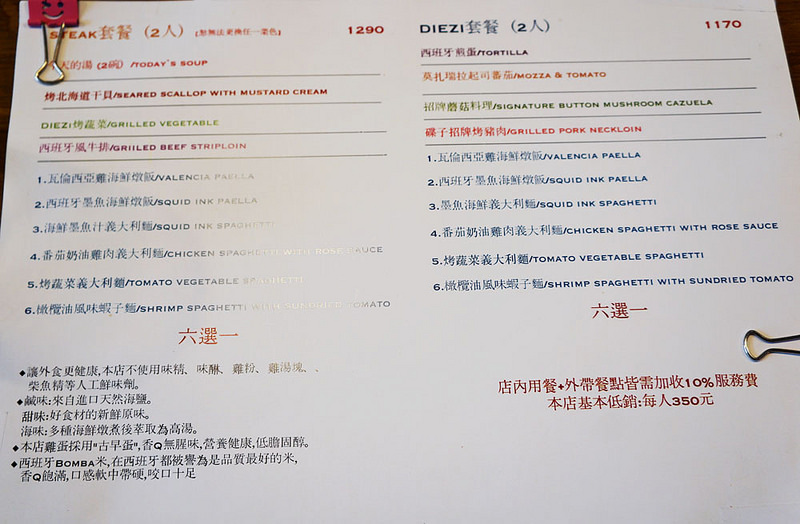 STEAK套餐（2人）(恕無法更換任一菜色) 1290
天的湯 (2碗) /TODAY'S SOUP
烤北海道干貝/SEARED SCALLOP WITH MUSTARD CREAM
DIEZI烤蔬菜/GRILLED VEGETABLE
西班牙風牛排/GRIILED BEEF STRIPLOIN
1.瓦倫西亞雞海鮮燉飯/VALENCIA PAELLA
2.西班牙墨魚海鮮燉飯/SQUID INK PAELLA
3.海鮮墨魚汁義大利麵/SQUID INK SPAGHETTI
4.番茄奶油雞肉義大利麵/CHICKEN SPAGHETTI WITH ROSE SAUCE
5.烤蔬菜義大利麵/TOMATO VEGETABLE SPAGHETTI
6.橄欖油風味蝦子麵/SHRIMP SPAGHETTI WITH SUNDRIED TOMATO
六選一
◆讓外食更健康,本店不使用味精、味醂、雞粉、雞湯塊、、
柴魚精等人工鮮味劑。
◆鹹味:來自進口天然海鹽。
甜味:好食材的新鮮原味。
海味:多種海鮮燉煮後萃取為高湯。
◆本店雞蛋採用"古早蛋",香Q無腥味,營養健康,低膽固醇。
◆西班牙BOMBA米,在西班牙都被譽為是品質最好的米,
香Q飽滿,口感軟中帶硬,咬口十足
DIEZI套餐（2人） 1170
西班牙煎蛋/TORTILLA
莫扎瑞拉起司番茄/MOZZA & TOMATO
招牌蘑菇料理/SIGNATURE BUTTON MUSHROOM CAZUELA
碟子招牌烤豬肉/GRILLED PORK NECKLOIN
1.瓦倫西亞雞海鮮燉飯/VALENCIA PAELLA
2.西班牙墨魚海鮮燉飯/SQUID INK PAELLA
3.墨魚海鮮義大利麵/SQUID INK SPAGHETTI
4.番茄奶油雞肉義大利麵/CHICKEN SPAGHETTI WITH ROSE SAUCE
5.烤蔬菜義大利麵/TOMATO VEGETABLE SPAGHETTI
6.橄欖油風味蝦子麵/SHRIMP SPAGHETTI WITH SUNDRIED TOMATO
六選一
店內用餐+外帶餐點皆需加收10%服務費
本店基本低銷:每人350元